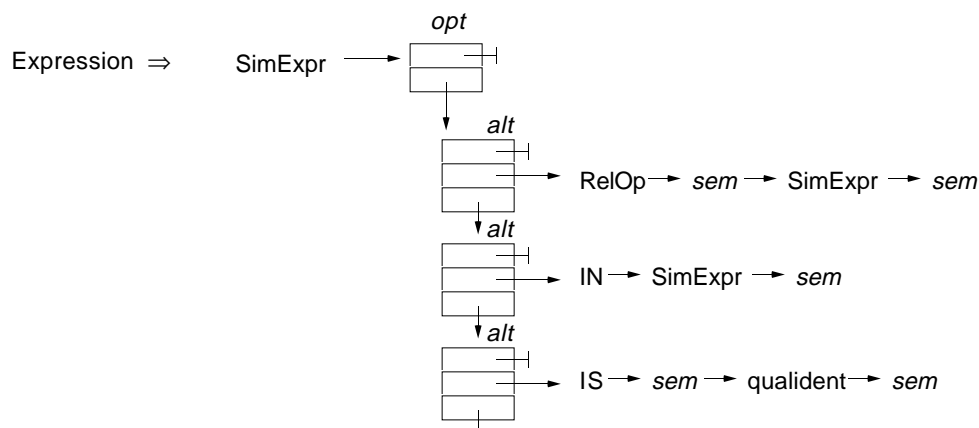 opt
Expression ⇒ SimExpr
alt
RelOp sem SimExpr sem
alt
IN SimExpr sem
alt
IS sem qualident sem